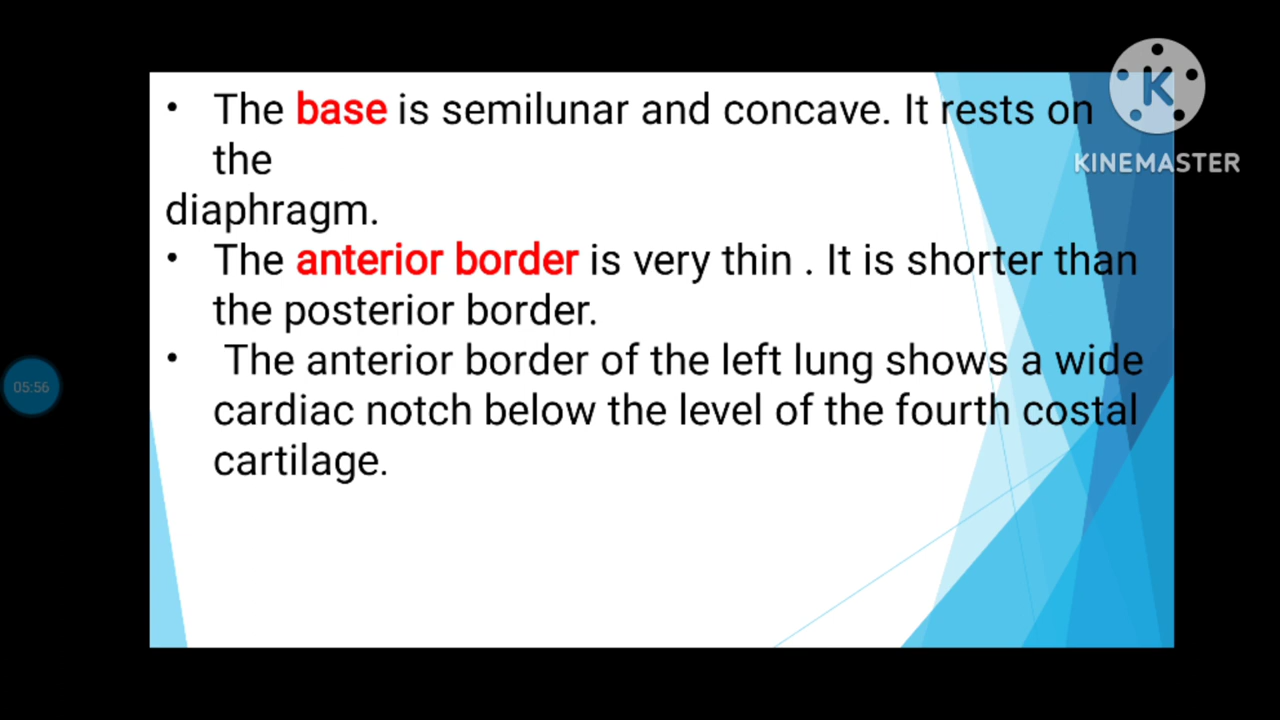 • The base is semilunar and concave. It rests on
the
diaphragm.
• The anterior border is very thin . It is shorter than
the posterior border.
• The anterior border of the left lung shows a wide
cardiac notch below the level of the fourth costal
cartilage.
K
KINEMASTER
05:56